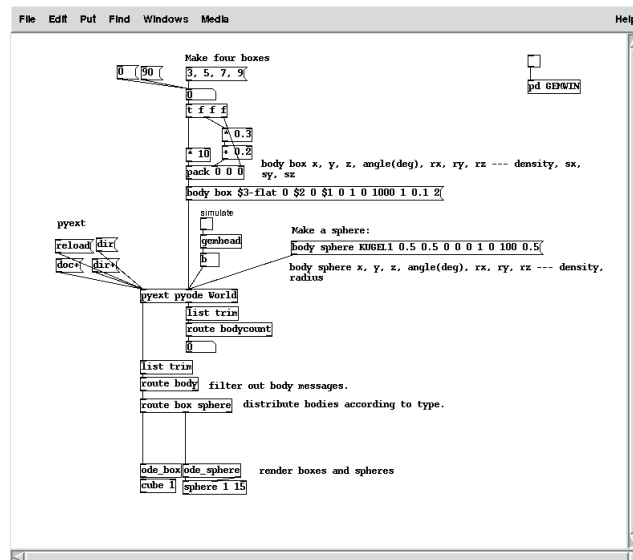 File Edit Put Find Windows Media Help
Make four boxes
0 90 3, 5, 7, 9
0
pd GEMWIN
t f f f
* 0.3
* 10 + 0.2
pack 0 0 0
body box x, y, z, angle(deg), rx, ry, rz --- density, sx,
sy, sz
body box $3-flat 0 $2 0 $1 0 1 0 1000 1 0.1 2
simulate
pyext
Make a sphere:
reload dir
gemhead
body sphere KUGEL1 0.5 0.5 0 0 0 1 0 100 0.5
doc+ dir+
b
body sphere x, y, z, angle(deg), rx, ry, rz --- density,
radius
pyext pyode World
list trim
route bodycount
0
list trim
route body filter out body messages.
route box sphere distribute bodies according to type.
ode_box ode_sphere render boxes and spheres
cube 1 sphere 1 15